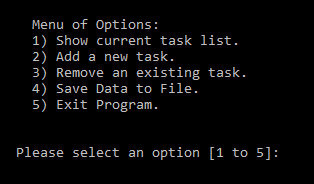 Menu of Options:
1) Show current task list.
2) Add a new task.
3) Remove an existing task.
4) Save Data to File.
5) Exit Program.
Please select an option [1 to 5]: